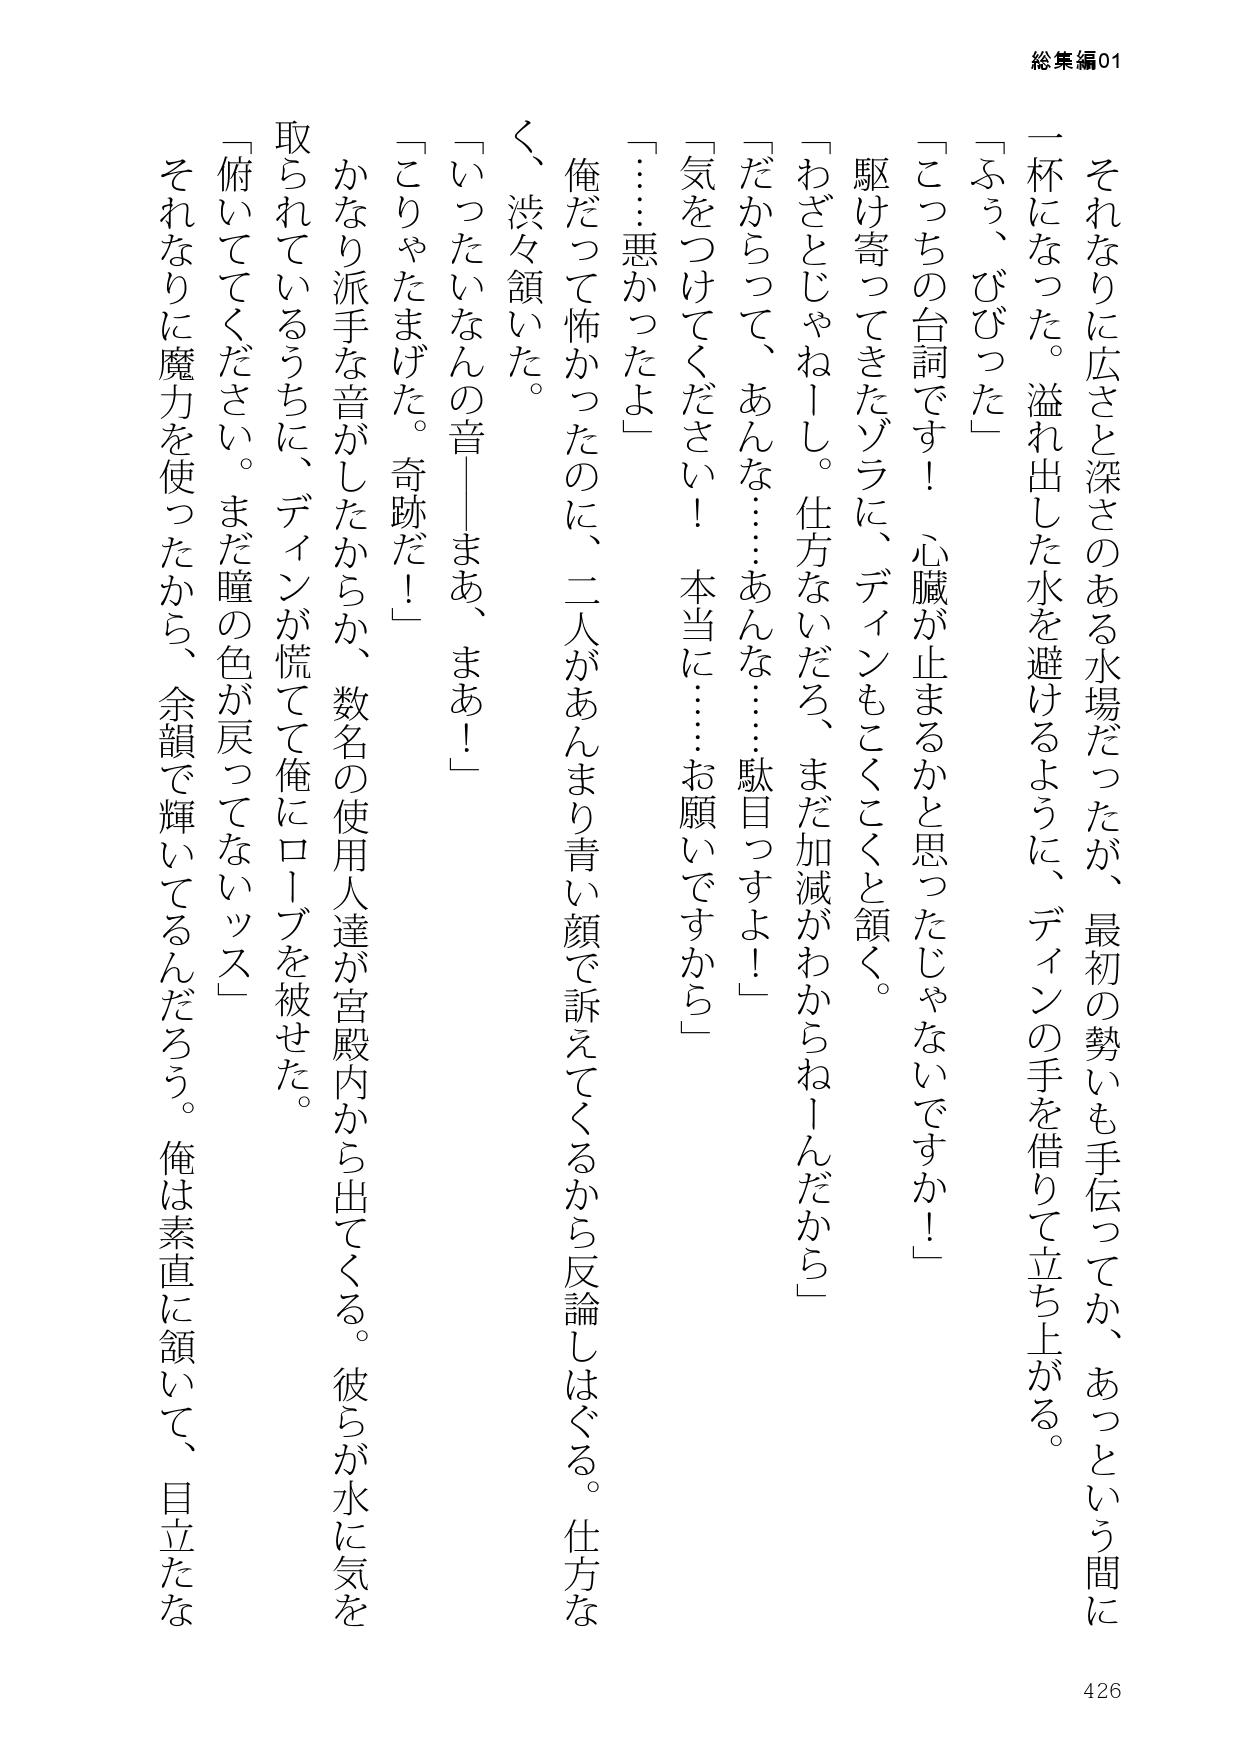 総集編01
　それなりに広さと深さのある水場だったが、最初の勢いも手伝ってか、あっという間に
一杯になった。溢れ出した水を避けるように、ディンの手を借りて立ち上がる。
「ふぅ、びびった」
「こっちの台詞です！　心臓が止まるかと思ったじゃないですか！」
　駆け寄ってきたゾラに、ディンもこくこくと頷く。
「わざとじゃねーし。仕方ないだろ、まだ加減がわからねーんだから」
「だからって、あんな……あんな……駄目っすよ！」
「気をつけてください！　本当に……お願いですから」
「……悪かったよ」
　俺だって怖かったのに、二人があんまり青い顔で訴えてくるから反論しはぐる。仕方な
く、渋々頷いた。
「いったいなんの音――まあ、まあ！」
「こりゃたまげた。奇跡だ！」
　かなり派手な音がしたからか、数名の使用人達が宮殿内から出てくる。彼らが水に気を
取られているうちに、ディンが慌てて俺にローブを被せた。
「俯いててください。まだ瞳の色が戻ってないッス」
　それなりに魔力を使ったから、余韻で輝いてるんだろう。俺は素直に頷いて、目立たな
426